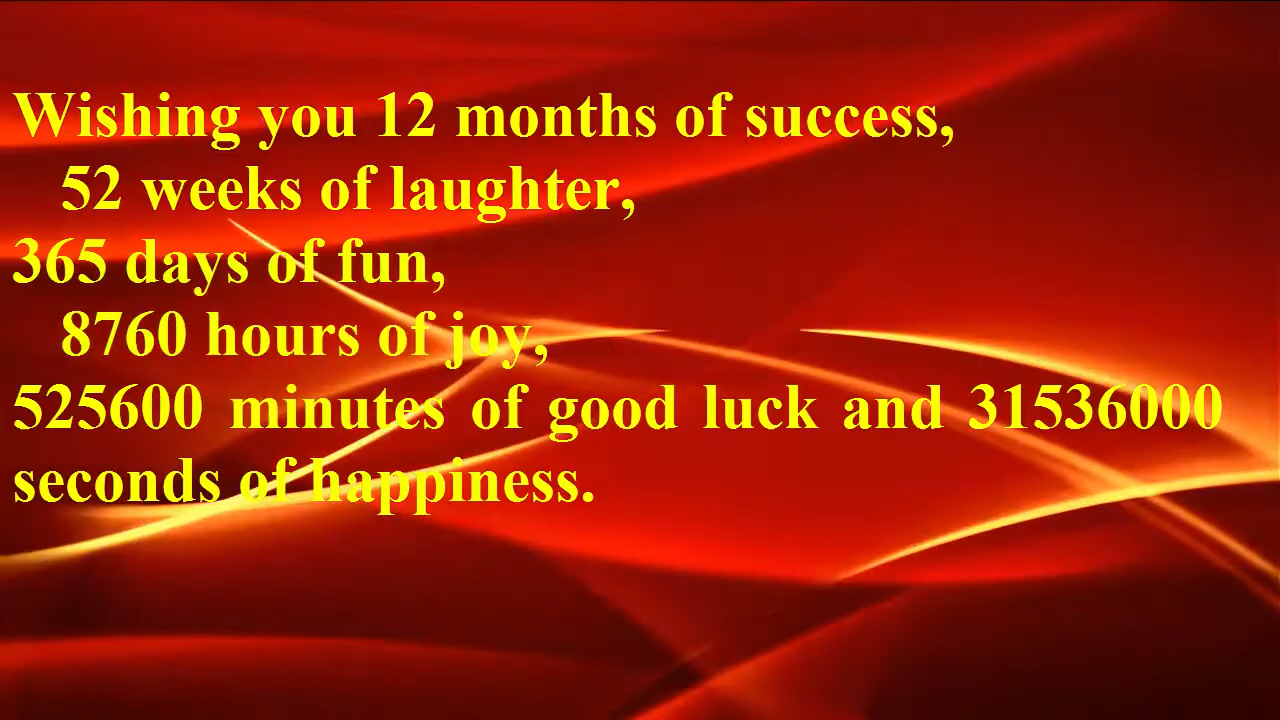 Wishing you 12 months of success,
52 weeks of laughter,
365 days of fun,
8760 hours of joy,
525600 minutes of good luck and 31536000
seconds of happiness.